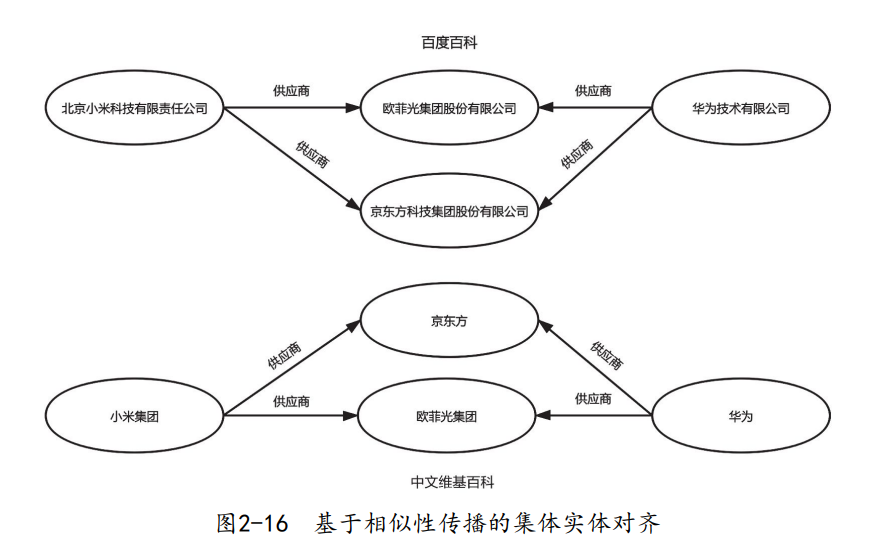 百度百科
北京小米科技有限责任公司
供应商
欧菲光集团股份有限公司
供应商
华为技术有限公司
供应商
供应商
京东方科技集团股份有限公司
京东方
供应商
供应商
小米集团
供应商
欧菲光集团
供应商
华为
中文维基百科
图2-16 基于相似性传播的集体实体对齐